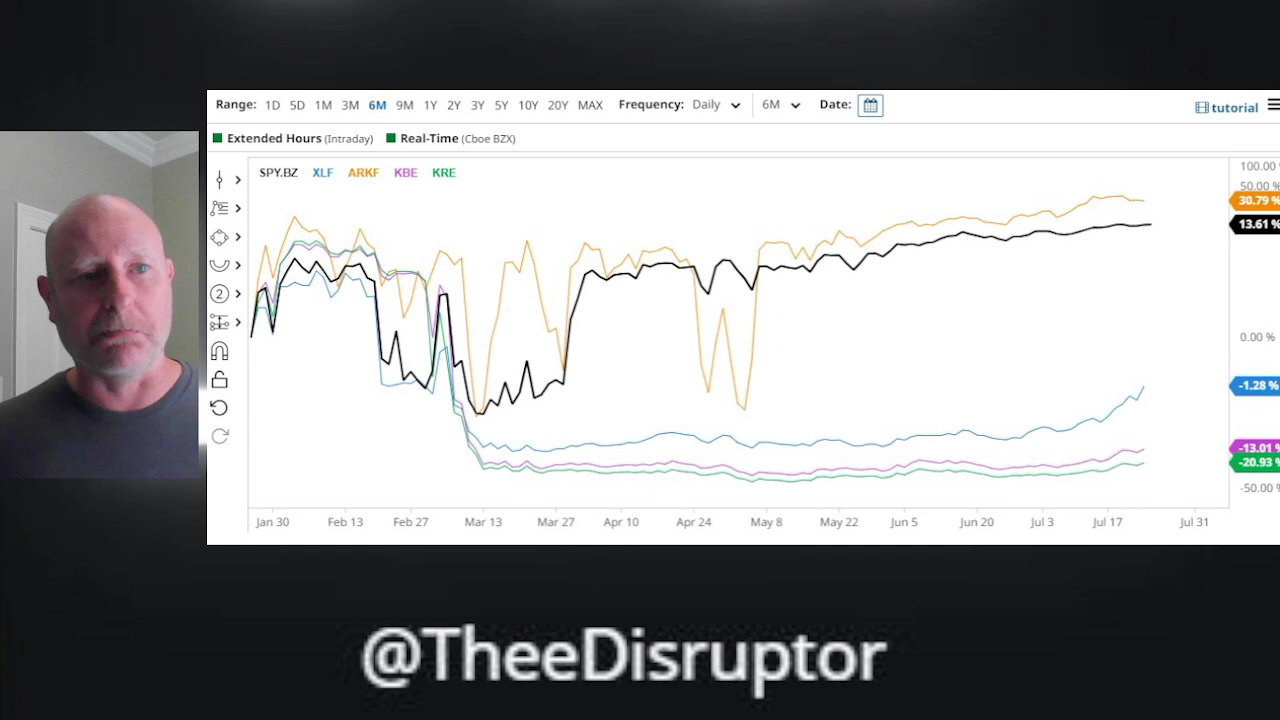 Range: 1D 5D 1M 3M 6M 9M 1Y 2Y 3Y 5Y 10Y 20Y MAX Frequency: Daily 6M Date: tutorial
Extended Hours (Intraday) Real-Time (Cboe BZX)
SPY.BZ XLF ARKF KBE KRE
100.00 %
50.00 %
30.79 %
13.61 %
0.00 %
-1.28 %
-13.01 %
-20.93 %
-50.00 %
2
Jan 30 Feb 13 Feb 27 Mar 13 Mar 27 Apr 10 Apr 24 May 8 May 22 Jun 5 Jun 20 Jul 3 Jul 17 Jul 31
@TheeDisruptor